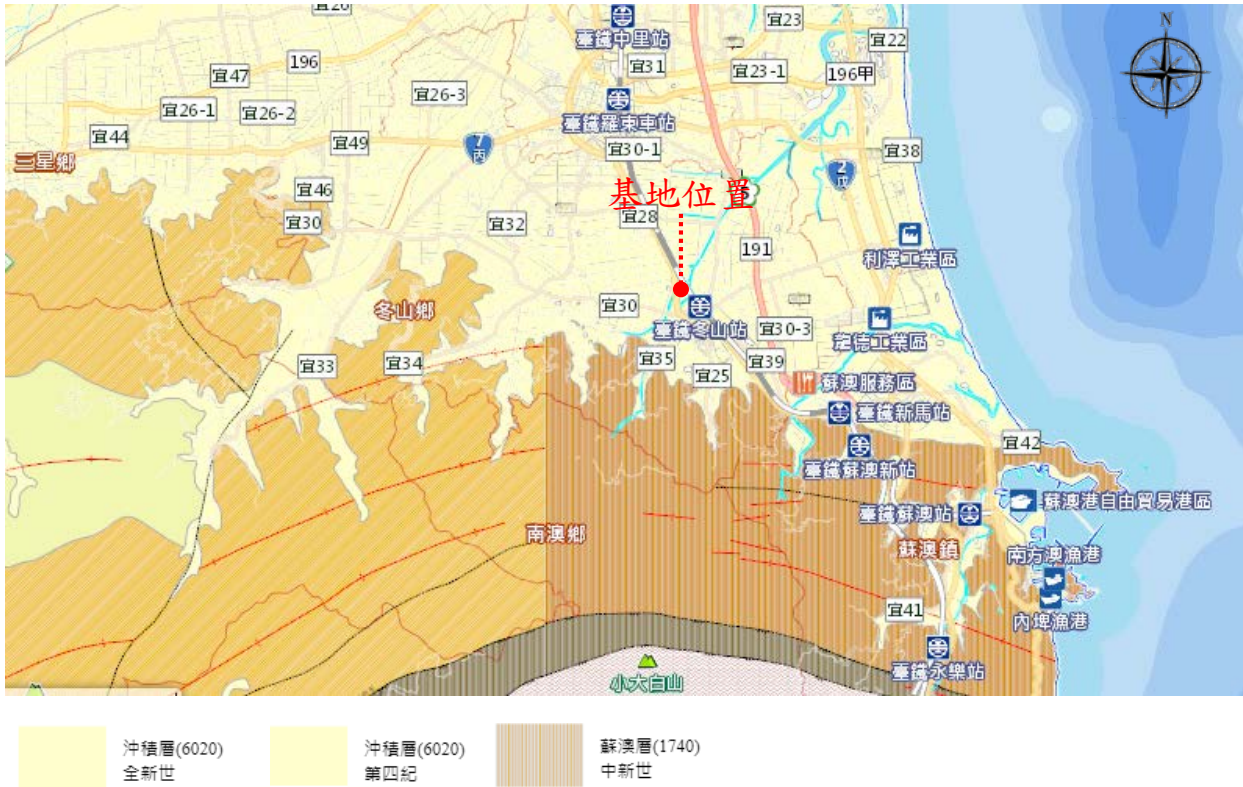 宜23
N
宜22
臺鐵中里站
196
宜31
宜23-1
196甲
宜47
宜26-3
宜26-1
宜26-2
臺鐵羅東車站
宜44
宜49
7
丙
宜30-1
宜38
三星鄉
2
戊
宜46
基地位置
宜30
宜32
宜28
191
利澤工業區
冬山鄉
宜30
臺鐵冬山站
宜30-3
龍德工業區
宜33
宜34
宜35
宜25
宜39
蘇澳服務區
臺鐵新馬站
宜42
臺鐵蘇澳新站
蘇澳港自由貿易港區
臺鐵蘇澳站
南澳鄉
蘇澳鎮
南方澳漁港
宜41
內埤漁港
臺鐵永樂站
小大白山
沖積層(6020)
全新世
沖積層(6020)
第四紀
蘇澳層(1740)
中新世